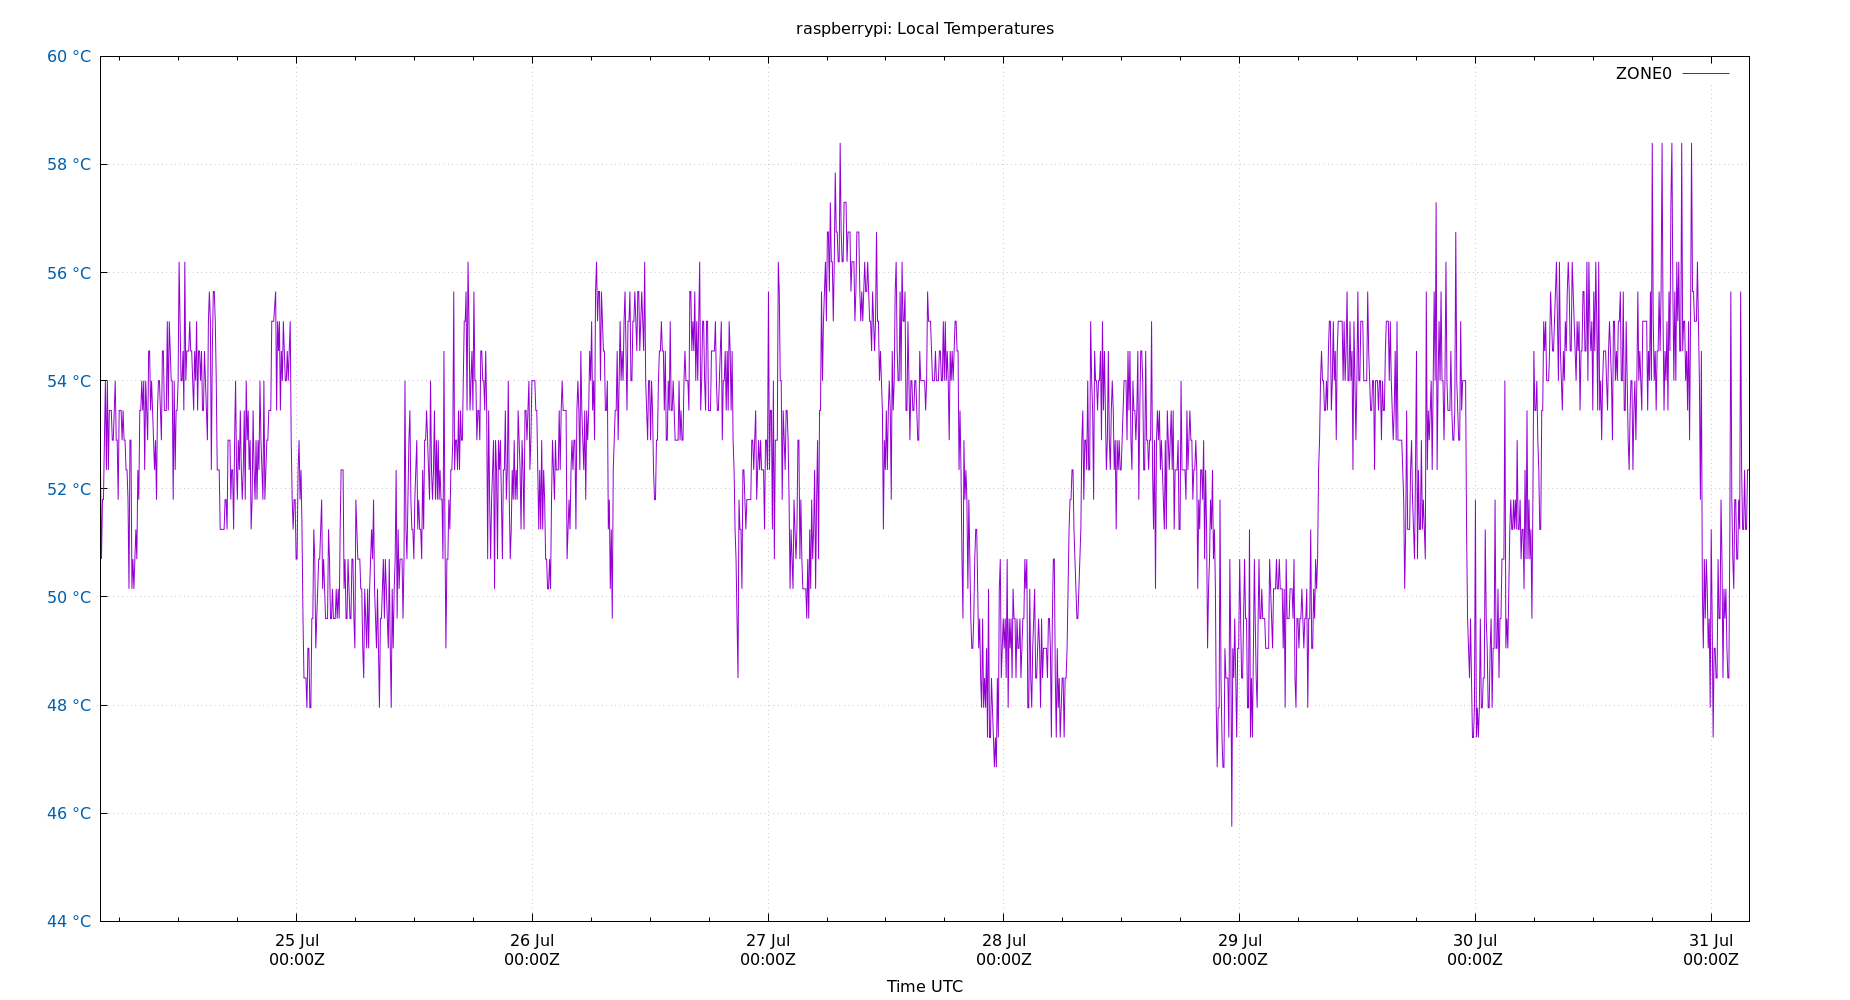 raspberrypi: Local Temperatures
60 °C
ZONE0
58 °C
56 °C
54 °C
52 °C
50 °C
48 °C
46 °C
44 °C
25 Jul 26 Jul 27 Jul 28 Jul 29 Jul 30 Jul 31 Jul
00:00Z 00:00Z 00:00Z 00:00Z 00:00Z 00:00Z 00:00Z
Time UTC